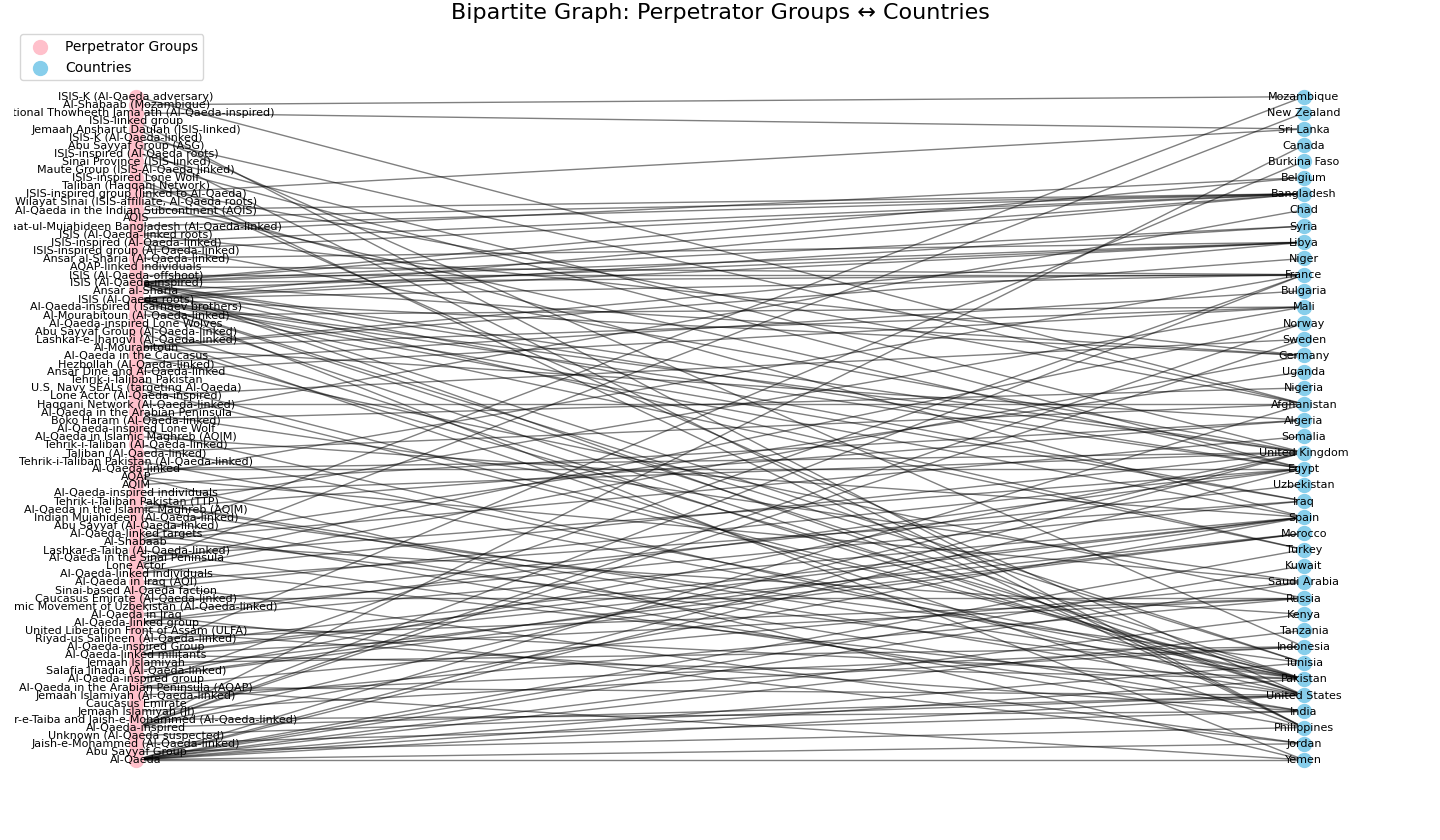 Bipartite Graph: Perpetrator Groups ↔ Countries
Perpetrator Groups
Countries
ISIS-K (Al-Qaeda adversary)
Al-Shabaab (Mozambique)
tional Thowheeth Jama'ath (Al-Qaeda-inspired)
ISIS-linked group
Jemaah Ansharut Daulah (ISIS-linked)
ISIS-K (Al-Qaeda-linked)
Abu Sayyaf Group (ASG)
ISIS-inspired (Al-Qaeda roots)
Sinai Province (ISIS-linked)
Maute Group (ISIS-Al-Qaeda linked)
ISIS-inspired Lone Wolf
Taliban (Haqqani Network)
ISIS-inspired group (linked to Al-Qaeda)
Wilayat Sinai (ISIS-affiliate, Al-Qaeda roots)
Al-Qaeda in the Indian Subcontinent (AQIS)
AQIS
aat-ul-Mujahideen Bangladesh (Al-Qaeda-linked)
ISIS (Al-Qaeda-linked roots)
ISIS-inspired (Al-Qaeda-linked)
ISIS-inspired group (Al-Qaeda-linked)
Ansar al-Sharia (Al-Qaeda-linked)
AQAP-linked individuals
ISIS (Al-Qaeda-offshoot)
ISIS (Al-Qaeda-inspired)
Ansar al-Sharia
ISIS (Al-Qaeda roots)
Al-Qaeda-inspired (Tsarnaev brothers)
Al-Mourabitoun (Al-Qaeda-linked)
Al-Qaeda-inspired Lone Wolves
Abu Sayyaf Group (Al-Qaeda-linked)
Lashkar-e-Jhangvi (Al-Qaeda-linked)
Al-Mourabitoun
Al-Qaeda in the Caucasus
Hezbollah (Al-Qaeda-linked)
Ansar Dine and Al-Qaeda-linked
Tehrik-i-Taliban Pakistan
U.S. Navy SEALs (targeting Al-Qaeda)
Lone Actor (Al-Qaeda-inspired)
Haqqani Network (Al-Qaeda-linked)
Al-Qaeda in the Arabian Peninsula
Boko Haram (Al-Qaeda-linked)
Al-Qaeda-inspired Lone Wolf
Al-Qaeda in Islamic Maghreb (AQIM)
Tehrik-i-Taliban (Al-Qaeda-linked)
Taliban (Al-Qaeda-linked)
Tehrik-i-Taliban Pakistan (Al-Qaeda-linked)
Al-Qaeda-linked
AQAP
AQIM
Al-Qaeda-inspired individuals
Tehrik-i-Taliban Pakistan (TTP)
Al-Qaeda in the Islamic Maghreb (AQIM)
Indian Mujahideen (Al-Qaeda-linked)
Abu Sayyaf (Al-Qaeda-linked)
Al-Qaeda-linked targets
Al-Shabaab
Lashkar-e-Taiba (Al-Qaeda-linked)
Al-Qaeda in the Sinai Peninsula
Lone Actor
Al-Qaeda-linked individuals
Al-Qaeda in Iraq (AQI)
Sinai-based Al-Qaeda faction
Caucasus Emirate (Al-Qaeda-linked)
mic Movement of Uzbekistan (Al-Qaeda-linked)
Al-Qaeda in Iraq
Al-Qaeda-linked group
United Liberation Front of Assam (ULFA)
Riyad-us Saliheen (Al-Qaeda-linked)
Al-Qaeda-inspired Group
Al-Qaeda-linked militants
Jemaah Islamiyah
Salafia Jihadia (Al-Qaeda-linked)
Al-Qaeda-inspired group
Al-Qaeda in the Arabian Peninsula (AQAP)
Jemaah Islamiyah (Al-Qaeda-linked)
Caucasus Emirate
Jemaah Islamiyah (JI)
r-e-Taiba and Jaish-e-Mohammed (Al-Qaeda-linked)
Al-Qaeda-inspired
Unknown (Al-Qaeda suspected)
Jaish-e-Mohammed (Al-Qaeda-linked)
Abu Sayyaf Group
Al-Qaeda
Mozambique
New Zealand
Sri Lanka
Canada
Burkina Faso
Belgium
Bangladesh
Chad
Syria
Libya
Niger
France
Bulgaria
Mali
Norway
Sweden
Germany
Uganda
Nigeria
Afghanistan
Algeria
Somalia
United Kingdom
Egypt
Uzbekistan
Iraq
Spain
Morocco
Turkey
Kuwait
Saudi Arabia
Russia
Kenya
Tanzania
Indonesia
Tunisia
Pakistan
United States
India
Philippines
Jordan
Yemen